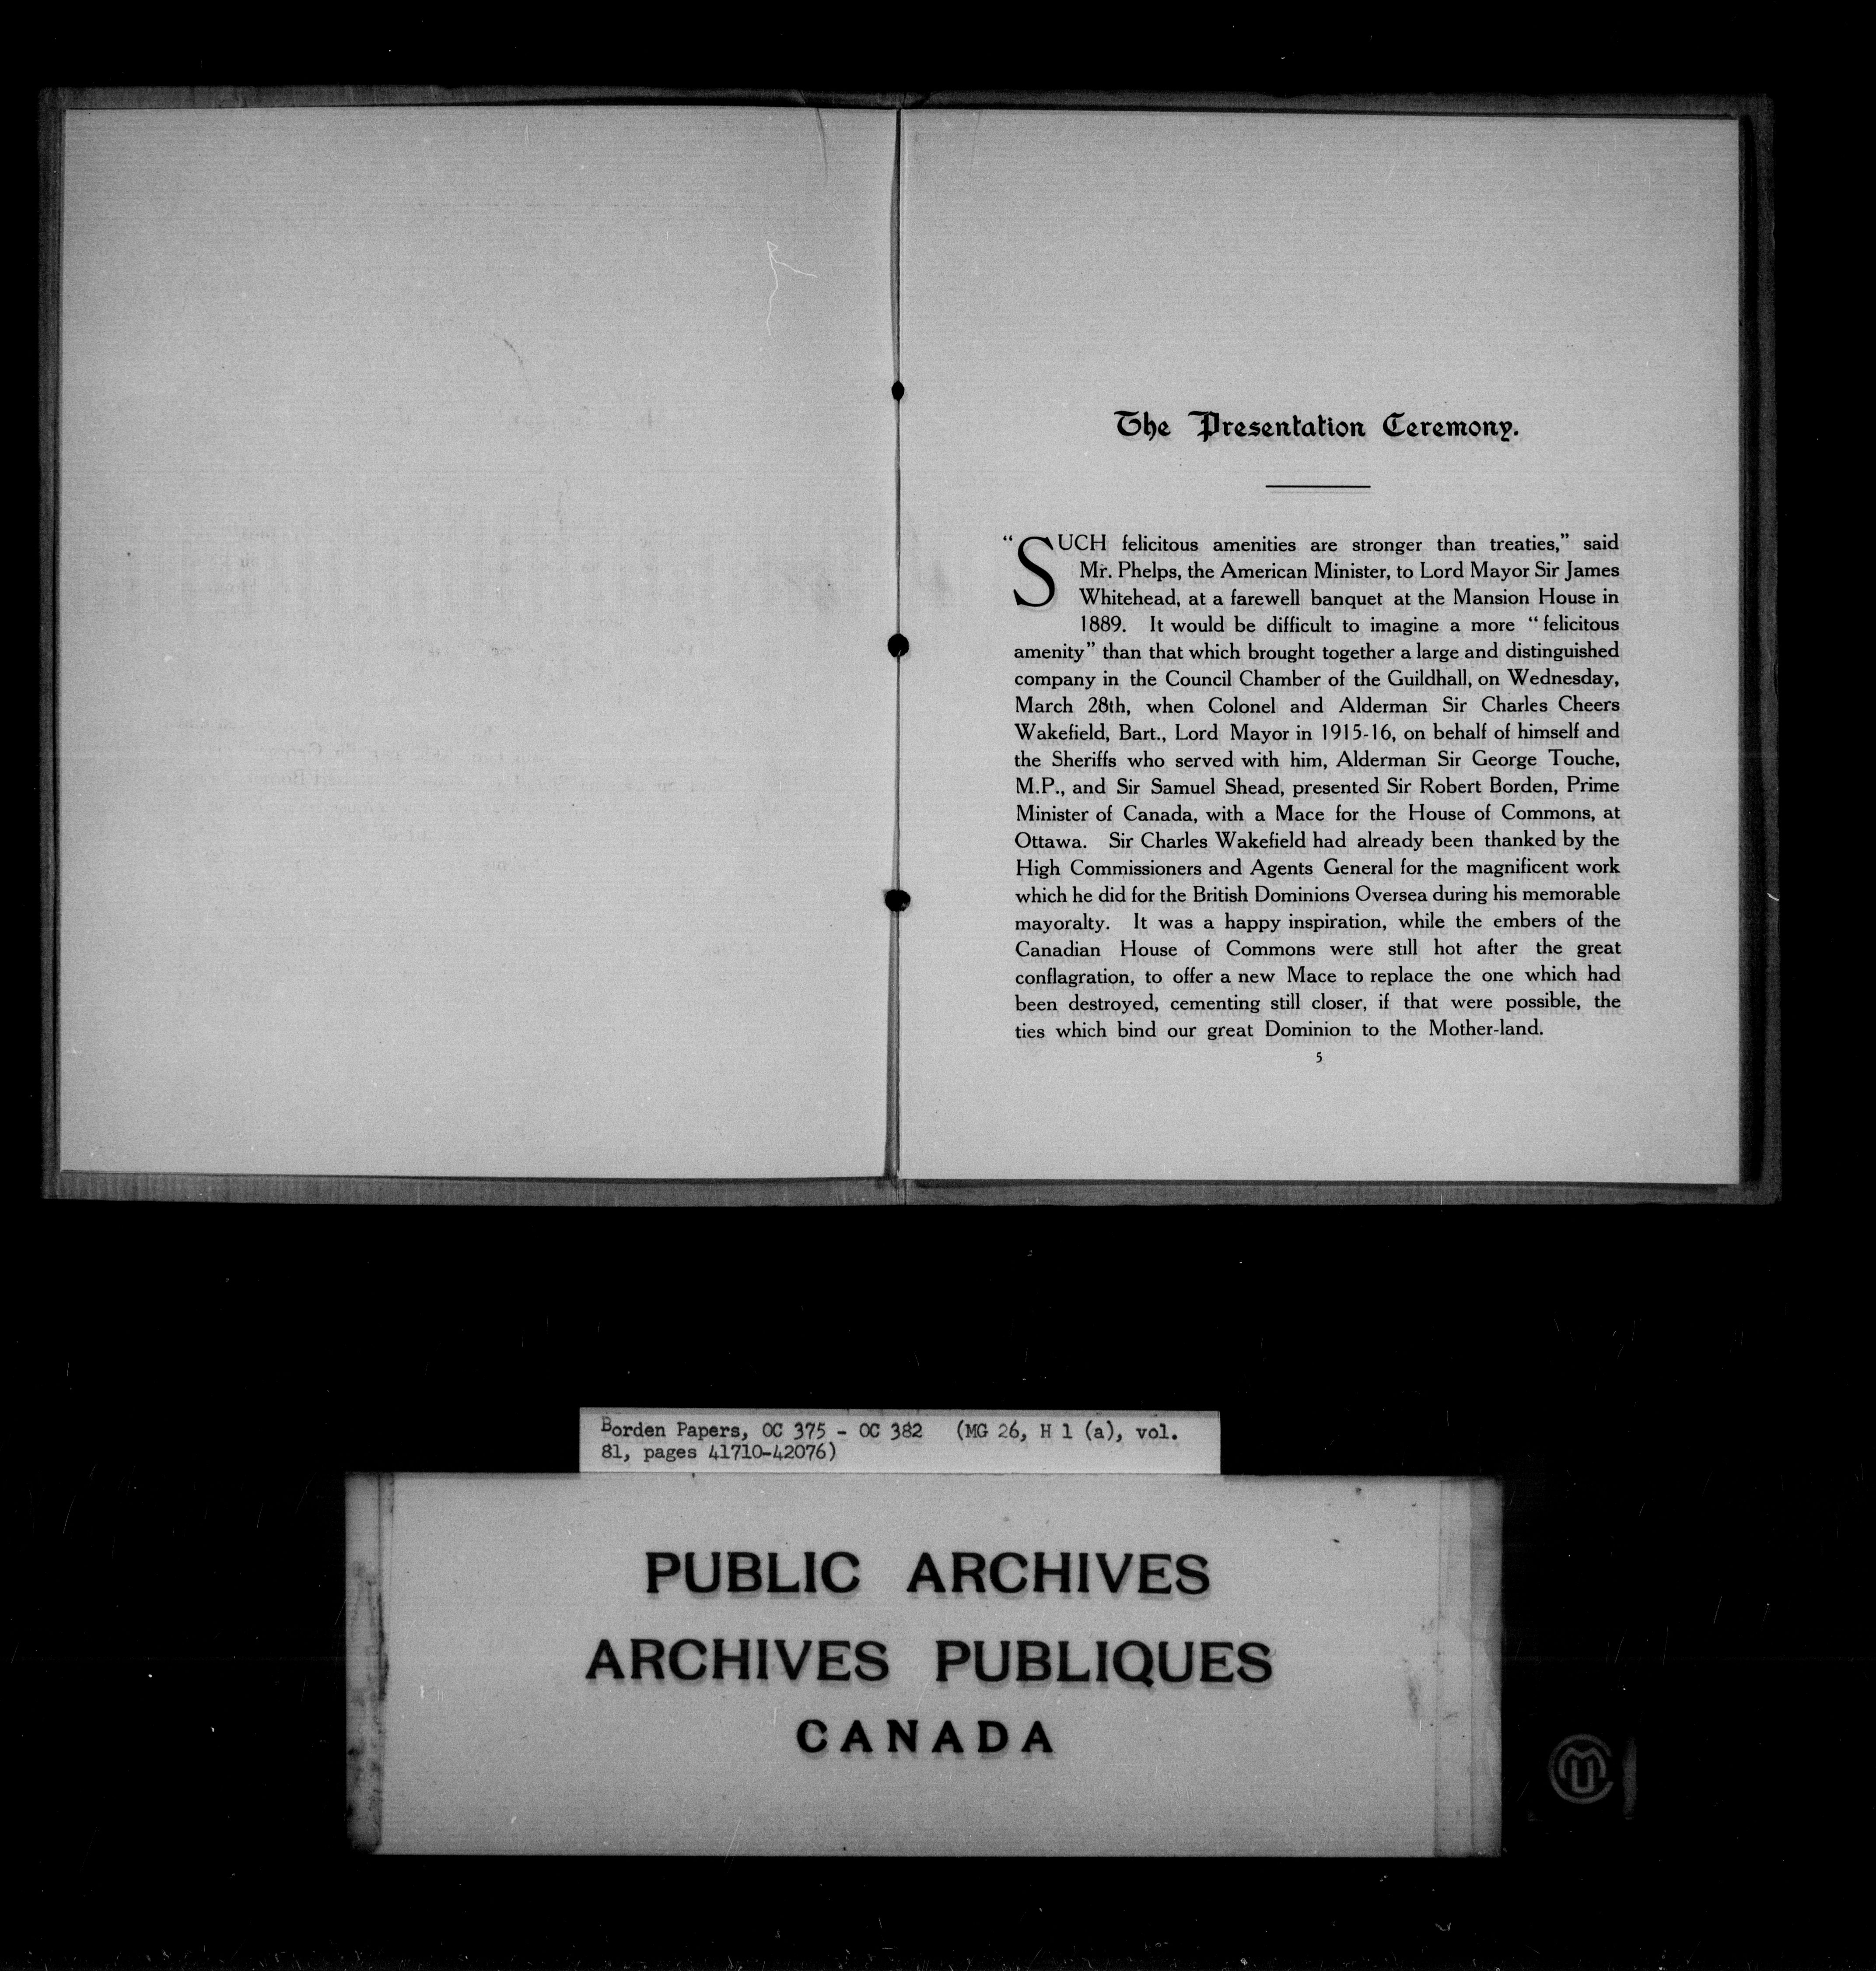 The Presentation Ceremony.
“SUCH felicitous amenities are stronger than treaties,” said
Mr. Phelps, the American Minister, to Lord Mayor Sir James
Whitehead, at a farewell banquet at the Mansion House in
1889. It would be difficult to imagine a more “felicitous
amenity” than that which brought together a large and distinguished
company in the Council Chamber of the Guildhall, on Wednesday,
March 28th, when Colonel and Alderman Sir Charles Cheers
Wakefield, Bart., Lord Mayor in 1915-16, on behalf of himself and
the Sheriffs who served with him, Alderman Sir George Touche,
M.P., and Sir Samuel Shead, presented Sir Robert Borden, Prime
Minister of Canada, with a Mace for the House of Commons, at
Ottawa. Sir Charles Wakefield had already been thanked by the
High Commissioners and Agents General for the magnificent work
which he did for the British Dominions Oversea during his memorable
mayoralty. It was a happy inspiration, while the embers of the
Canadian House of Commons were still hot after the great
conflagration, to offer a new Mace to replace the one which had
been destroyed, cementing still closer, if that were possible, the
ties which bind our great Dominion to the Mother-land.
5
Borden Papers, OC 375 - OC 382 (MG 26, H 1 (a), vol.
81, pages 41710-42076)
PUBLIC ARCHIVES
ARCHIVES PUBLIQUES
CANADA